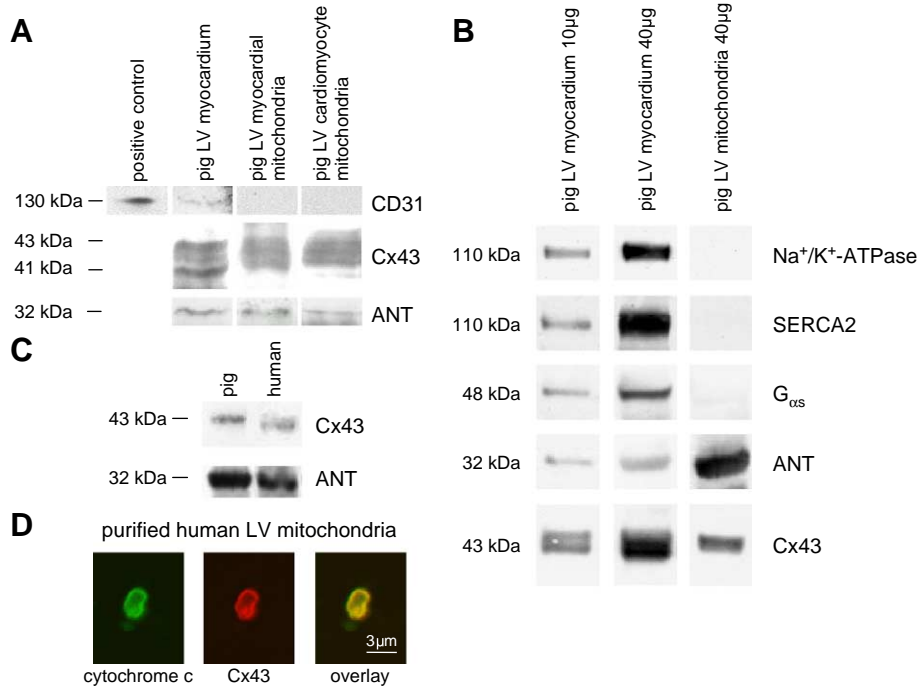 A
positive control
pig LV myocardium
pig LV myocardial
mitochondria
pig LV cardiomyocyte
mitochondria
130 kDa
CD31
43 kDa
41 kDa
Cx43
32 kDa
ANT
B
pig LV myocardium 10µg
pig LV myocardium 40µg
pig LV mitochondria 40µg
110 kDa
Na⁺/K⁺-ATPase
110 kDa
SERCA2
48 kDa
Gαs
32 kDa
ANT
43 kDa
Cx43
C
pig
human
43 kDa
Cx43
32 kDa
ANT
D
purified human LV mitochondria
3µm
cytochrome c
Cx43
overlay